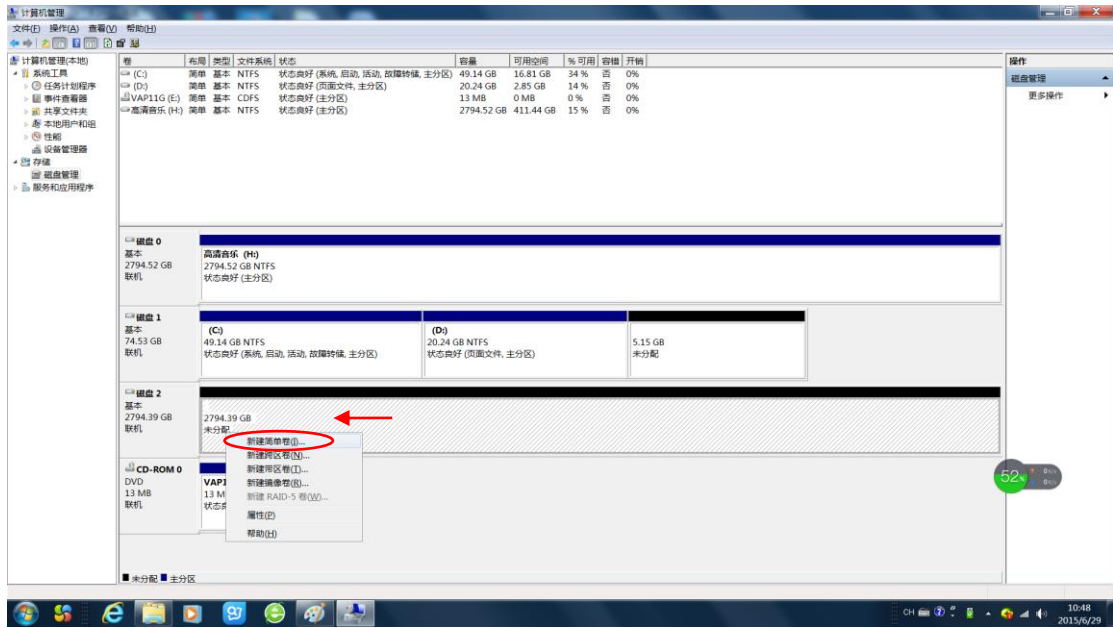 计算机管理
文件(F) 操作(A) 查看(V) 帮助(H)
计算机管理(本地)
系统工具
任务计划程序
事件查看器
共享文件夹
本地用户和组
性能
设备管理器
存储
磁盘管理
服务和应用程序
卷 布局 类型 文件系统 状态 容量 可用空间 % 可用 容错 开销
(C:) 简单 基本 NTFS 状态良好 (系统, 启动, 活动, 故障转储, 主分区) 49.14 GB 16.81 GB 34 % 否 0%
(D:) 简单 基本 NTFS 状态良好 (页面文件, 主分区) 20.24 GB 2.85 GB 14 % 否 0%
VAP11G (E:) 简单 基本 CDFS 状态良好 (主分区) 13 MB 0 MB 0 % 否 0%
高清音乐 (H:) 简单 基本 NTFS 状态良好 (主分区) 2794.52 GB 411.44 GB 15 % 否 0%
操作
磁盘管理
更多操作
磁盘 0
基本
2794.52 GB
联机
高清音乐 (H:)
2794.52 GB NTFS
状态良好 (主分区)
磁盘 1
基本
74.53 GB
联机
(C:)
49.14 GB NTFS
状态良好 (系统, 启动, 活动, 故障转储, 主分区)
(D:)
20.24 GB NTFS
状态良好 (页面文件, 主分区)
5.15 GB
未分配
磁盘 2
基本
2794.39 GB
联机
2794.39 GB
未分配
新建简单卷(I)...
新建跨区卷(N)...
新建带区卷(T)...
新建镜像卷(R)...
新建 RAID-5 卷(W)...
属性(P)
帮助(H)
CD-ROM 0
DVD
13 MB
联机
VAP1
13 M
状态
52%
未分配 主分区
CH
10:48
2015/6/29